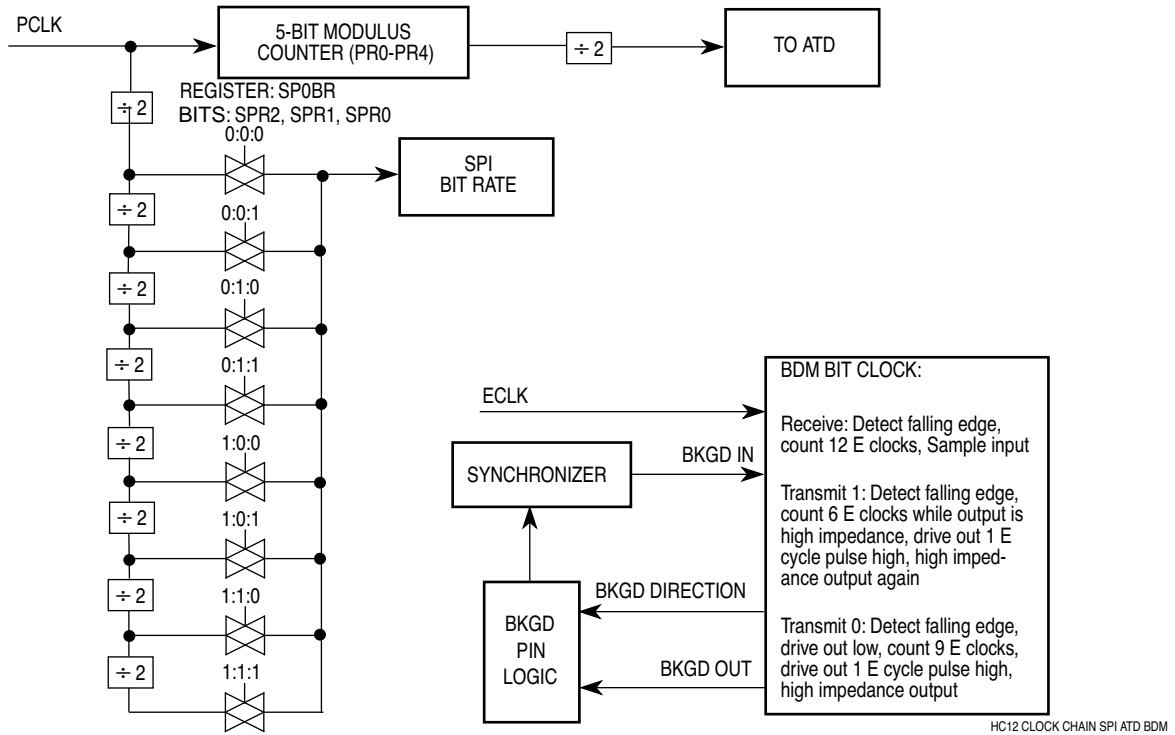 PCLK
5-BIT MODULUS
COUNTER (PR0-PR4)
÷ 2
TO ATD
÷ 2
REGISTER: SP0BR
BITS: SPR2, SPR1, SPR0
0:0:0
SPI
BIT RATE
÷ 2
0:0:1
÷ 2
0:1:0
÷ 2
0:1:1
÷ 2
1:0:0
÷ 2
1:0:1
÷ 2
1:1:0
÷ 2
1:1:1
ECLK
SYNCHRONIZER
BKGD IN
BKGD DIRECTION
BKGD
PIN
LOGIC
BKGD OUT
BDM BIT CLOCK:
Receive: Detect falling edge,
count 12 E clocks, Sample input
Transmit 1: Detect falling edge,
count 6 E clocks while output is
high impedance, drive out 1 E
cycle pulse high, high imped-
ance output again
Transmit 0: Detect falling edge,
drive out low, count 9 E clocks,
drive out 1 E cycle pulse high,
high impedance output
HC12 CLOCK CHAIN SPI ATD BDM